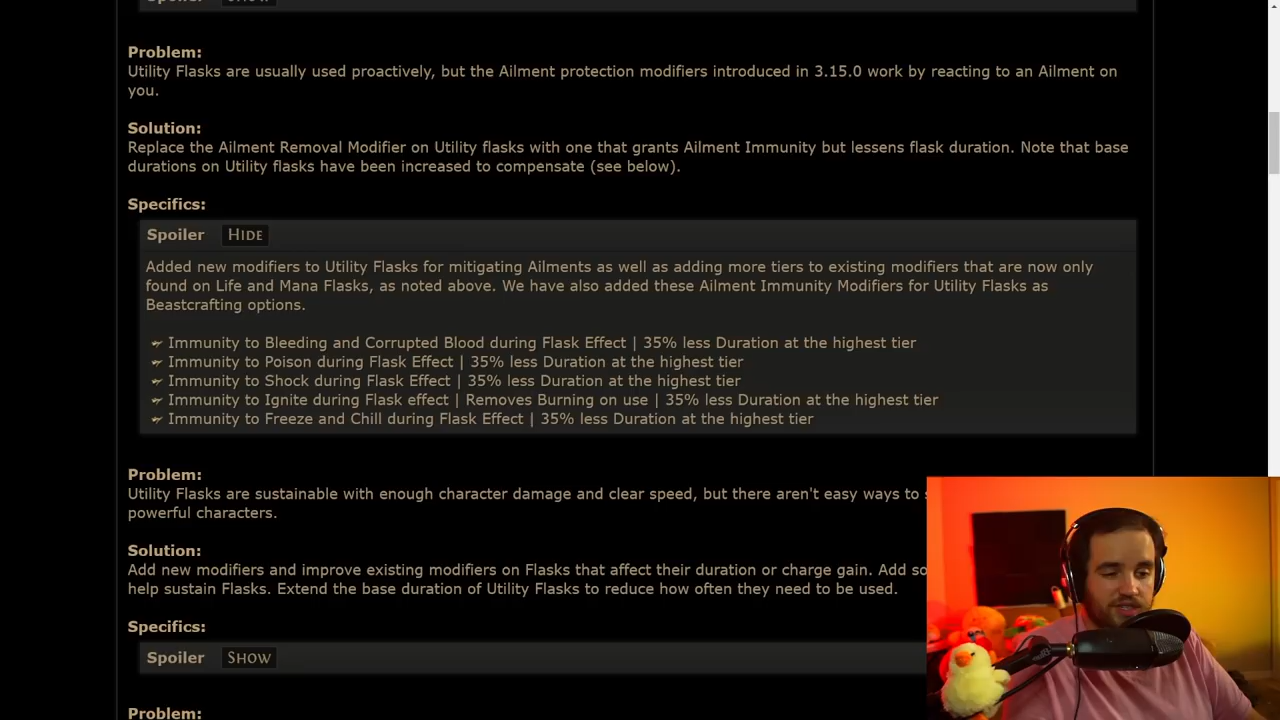 Problem:
Utility Flasks are usually used proactively, but the Ailment protection modifiers introduced in 3.15.0 work by reacting to an Ailment on
you.
Solution:
Replace the Ailment Removal Modifier on Utility flasks with one that grants Ailment Immunity but lessens flask duration. Note that base
durations on Utility flasks have been increased to compensate (see below).
Specifics:
Spoiler HIDE
Added new modifiers to Utility Flasks for mitigating Ailments as well as adding more tiers to existing modifiers that are now only
found on Life and Mana Flasks, as noted above. We have also added these Ailment Immunity Modifiers for Utility Flasks as
Beastcrafting options.
Immunity to Bleeding and Corrupted Blood during Flask Effect | 35% less Duration at the highest tier
Immunity to Poison during Flask Effect | 35% less Duration at the highest tier
Immunity to Shock during Flask Effect | 35% less Duration at the highest tier
Immunity to Ignite during Flask effect | Removes Burning on use | 35% less Duration at the highest tier
Immunity to Freeze and Chill during Flask Effect | 35% less Duration at the highest tier
Problem:
Utility Flasks are sustainable with enough character damage and clear speed, but there aren't easy ways to
powerful characters.
Solution:
Add new modifiers and improve existing modifiers on Flasks that affect their duration or charge gain. Add
help sustain Flasks. Extend the base duration of Utility Flasks to reduce how often they need to be used.
Specifics:
Spoiler SHOW
Problem: